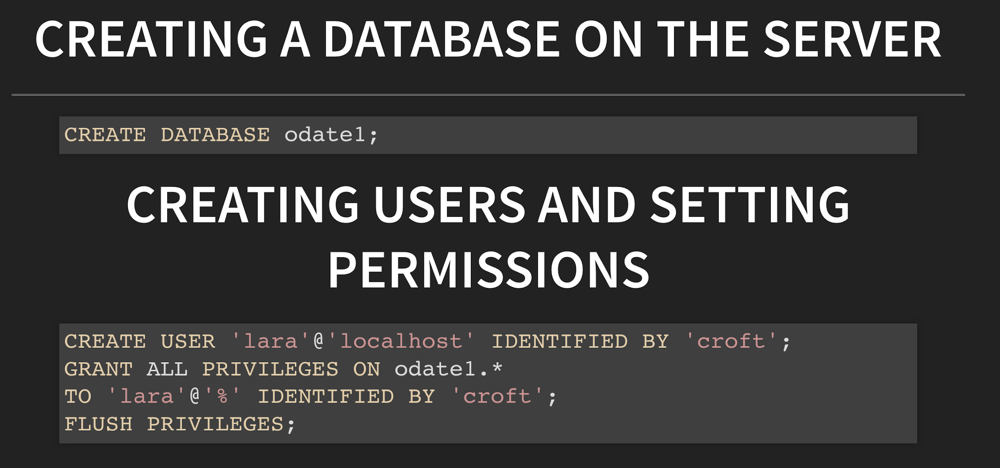 CREATING A DATABASE ON THE SERVER
CREATE DATABASE odate1;
CREATING USERS AND SETTING
PERMISSIONS
CREATE USER 'lara'@'localhost' IDENTIFIED BY 'croft';
GRANT ALL PRIVILEGES ON odate1.*
TO 'lara'@'%' IDENTIFIED BY 'croft';
FLUSH PRIVILEGES;